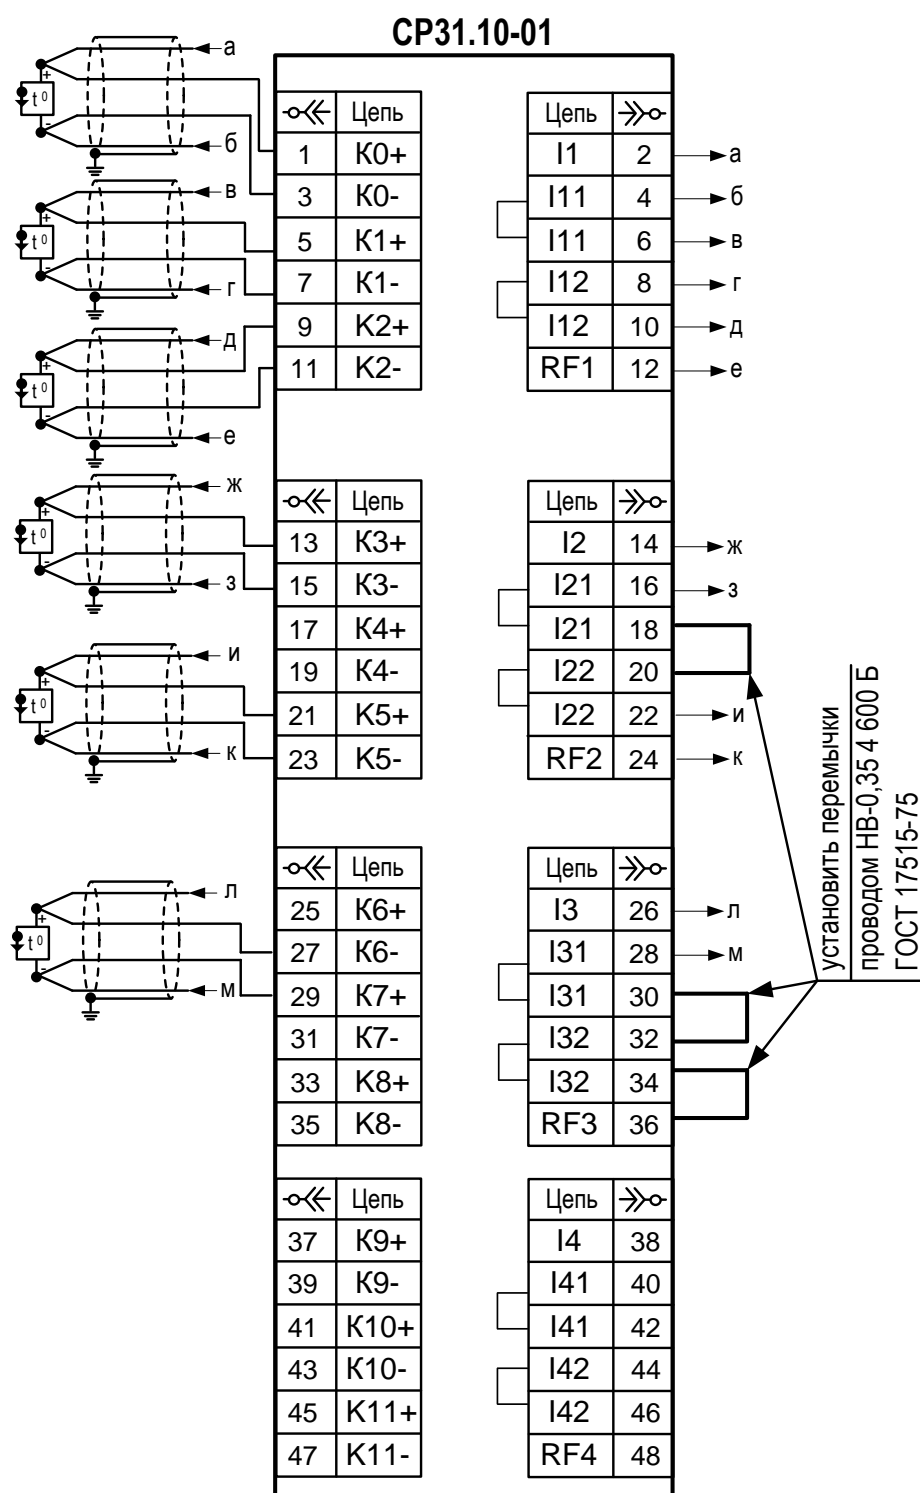 СР31.10-01
Цепь
1 К0+
3 К0-
5 К1+
7 К1-
9 К2+
11 К2-
Цепь
I1 2
I11 4
I11 6
I12 8
I12 10
RF1 12
а
б
в
г
д
е
а
+
t⁰
-
б
в
+
t⁰
-
г
д
+
t⁰
-
е
Цепь
13 К3+
15 К3-
17 К4+
19 К4-
21 К5+
23 К5-
Цепь
I2 14
I21 16
I21 18
I22 20
I22 22
RF2 24
ж
з
и
к
ж
+
t⁰
-
з
и
+
t⁰
-
к
Цепь
25 К6+
27 К6-
29 К7+
31 К7-
33 К8+
35 К8-
Цепь
I3 26
I31 28
I31 30
I32 32
I32 34
RF3 36
л
м
л
+
t⁰
-
м
установить перемычки
проводом НВ-0,35 4 600 Б
ГОСТ 17515-75
Цепь
37 К9+
39 К9-
41 К10+
43 К10-
45 К11+
47 К11-
Цепь
I4 38
I41 40
I41 42
I42 44
I42 46
RF4 48